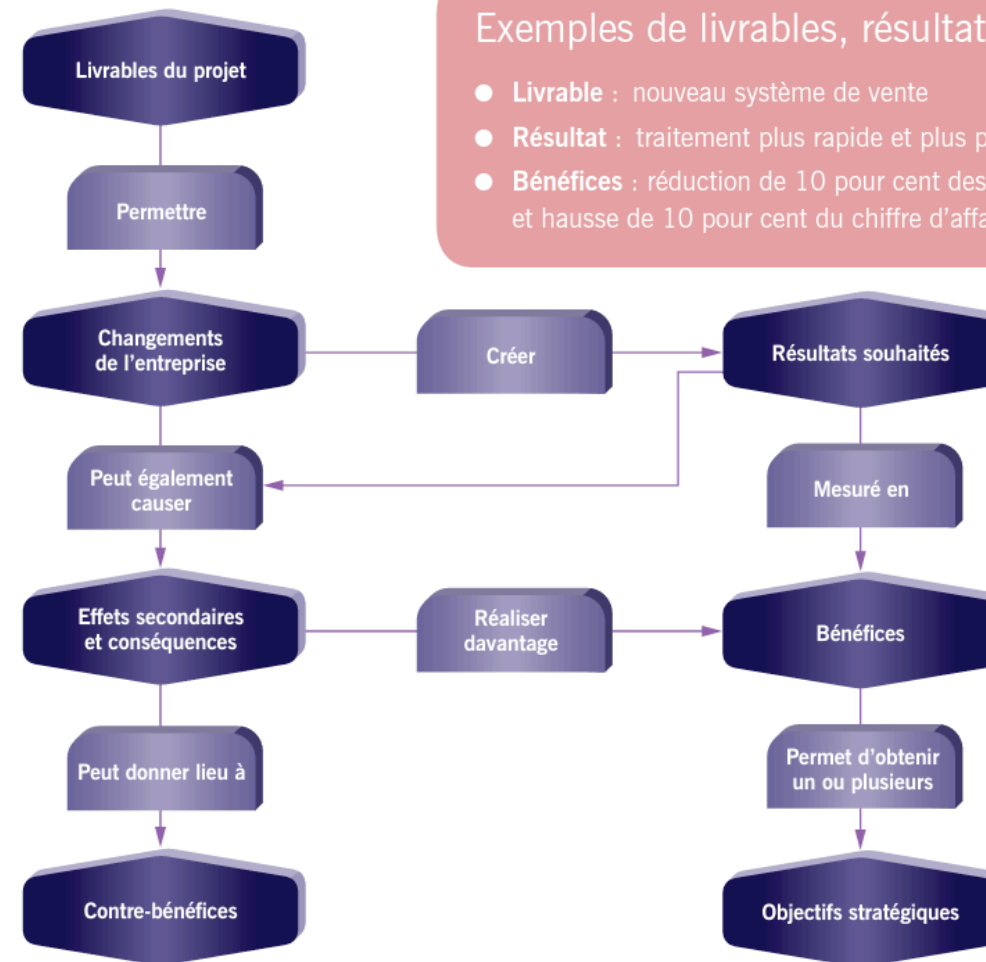 Exemples de livrables, résultat
● Livrable : nouveau système de vente
● Résultat : traitement plus rapide et plus p
● Bénéfices : réduction de 10 pour cent des
et hausse de 10 pour cent du chiffre d’affa
Livrables du projet
Permettre
Changements
de l’entreprise
Créer
Résultats souhaités
Peut également
causer
Mesuré en
Effets secondaires
et conséquences
Réaliser
davantage
Bénéfices
Peut donner lieu à
Permet d’obtenir
un ou plusieurs
Contre-bénéfices
Objectifs stratégiques